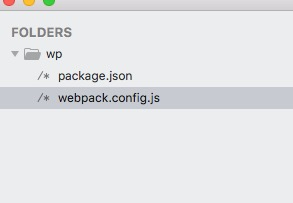 FOLDERS
wp
/* package.json
/* webpack.config.js